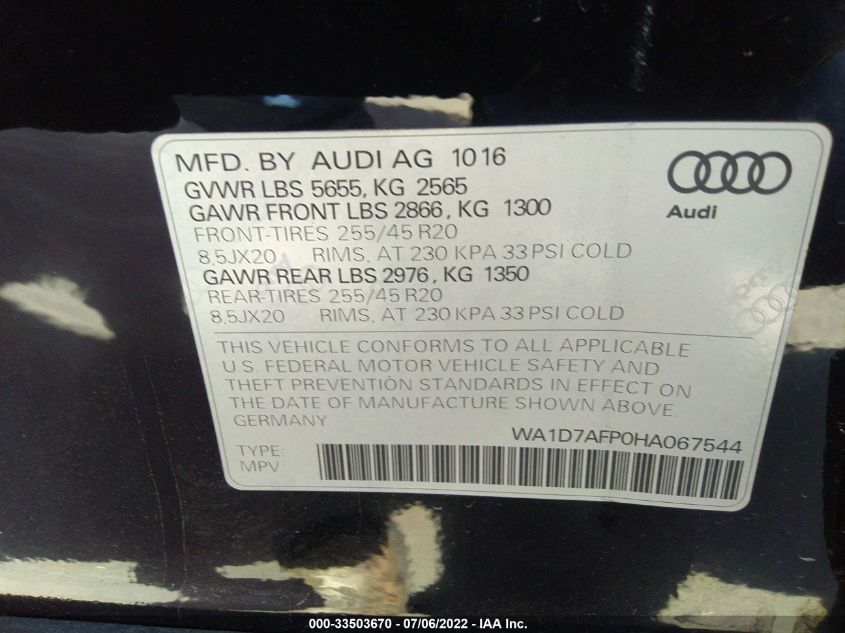 MFD. BY AUDI AG 10 16
GVWR LBS 5655, KG 2565
GAWR FRONT LBS 2866, KG 1300
FRONT-TIRES 255/45 R20
8,5JX20 RIMS, AT 230 KPA 33 PSI COLD
GAWR REAR LBS 2976, KG 1350
REAR-TIRES 255/45 R20
8,5JX20 RIMS, AT 230 KPA 33 PSI COLD
Audi
THIS VEHICLE CONFORMS TO ALL APPLICABLE
U.S. FEDERAL MOTOR VEHICLE SAFETY AND
THEFT PREVENTION STANDARDS IN EFFECT ON
THE DATE OF MANUFACTURE SHOWN ABOVE.
GERMANY
WA1D7AFP0HA067544
TYPE:
MPV
000-33503670 - 07/06/2022 - IAA Inc.